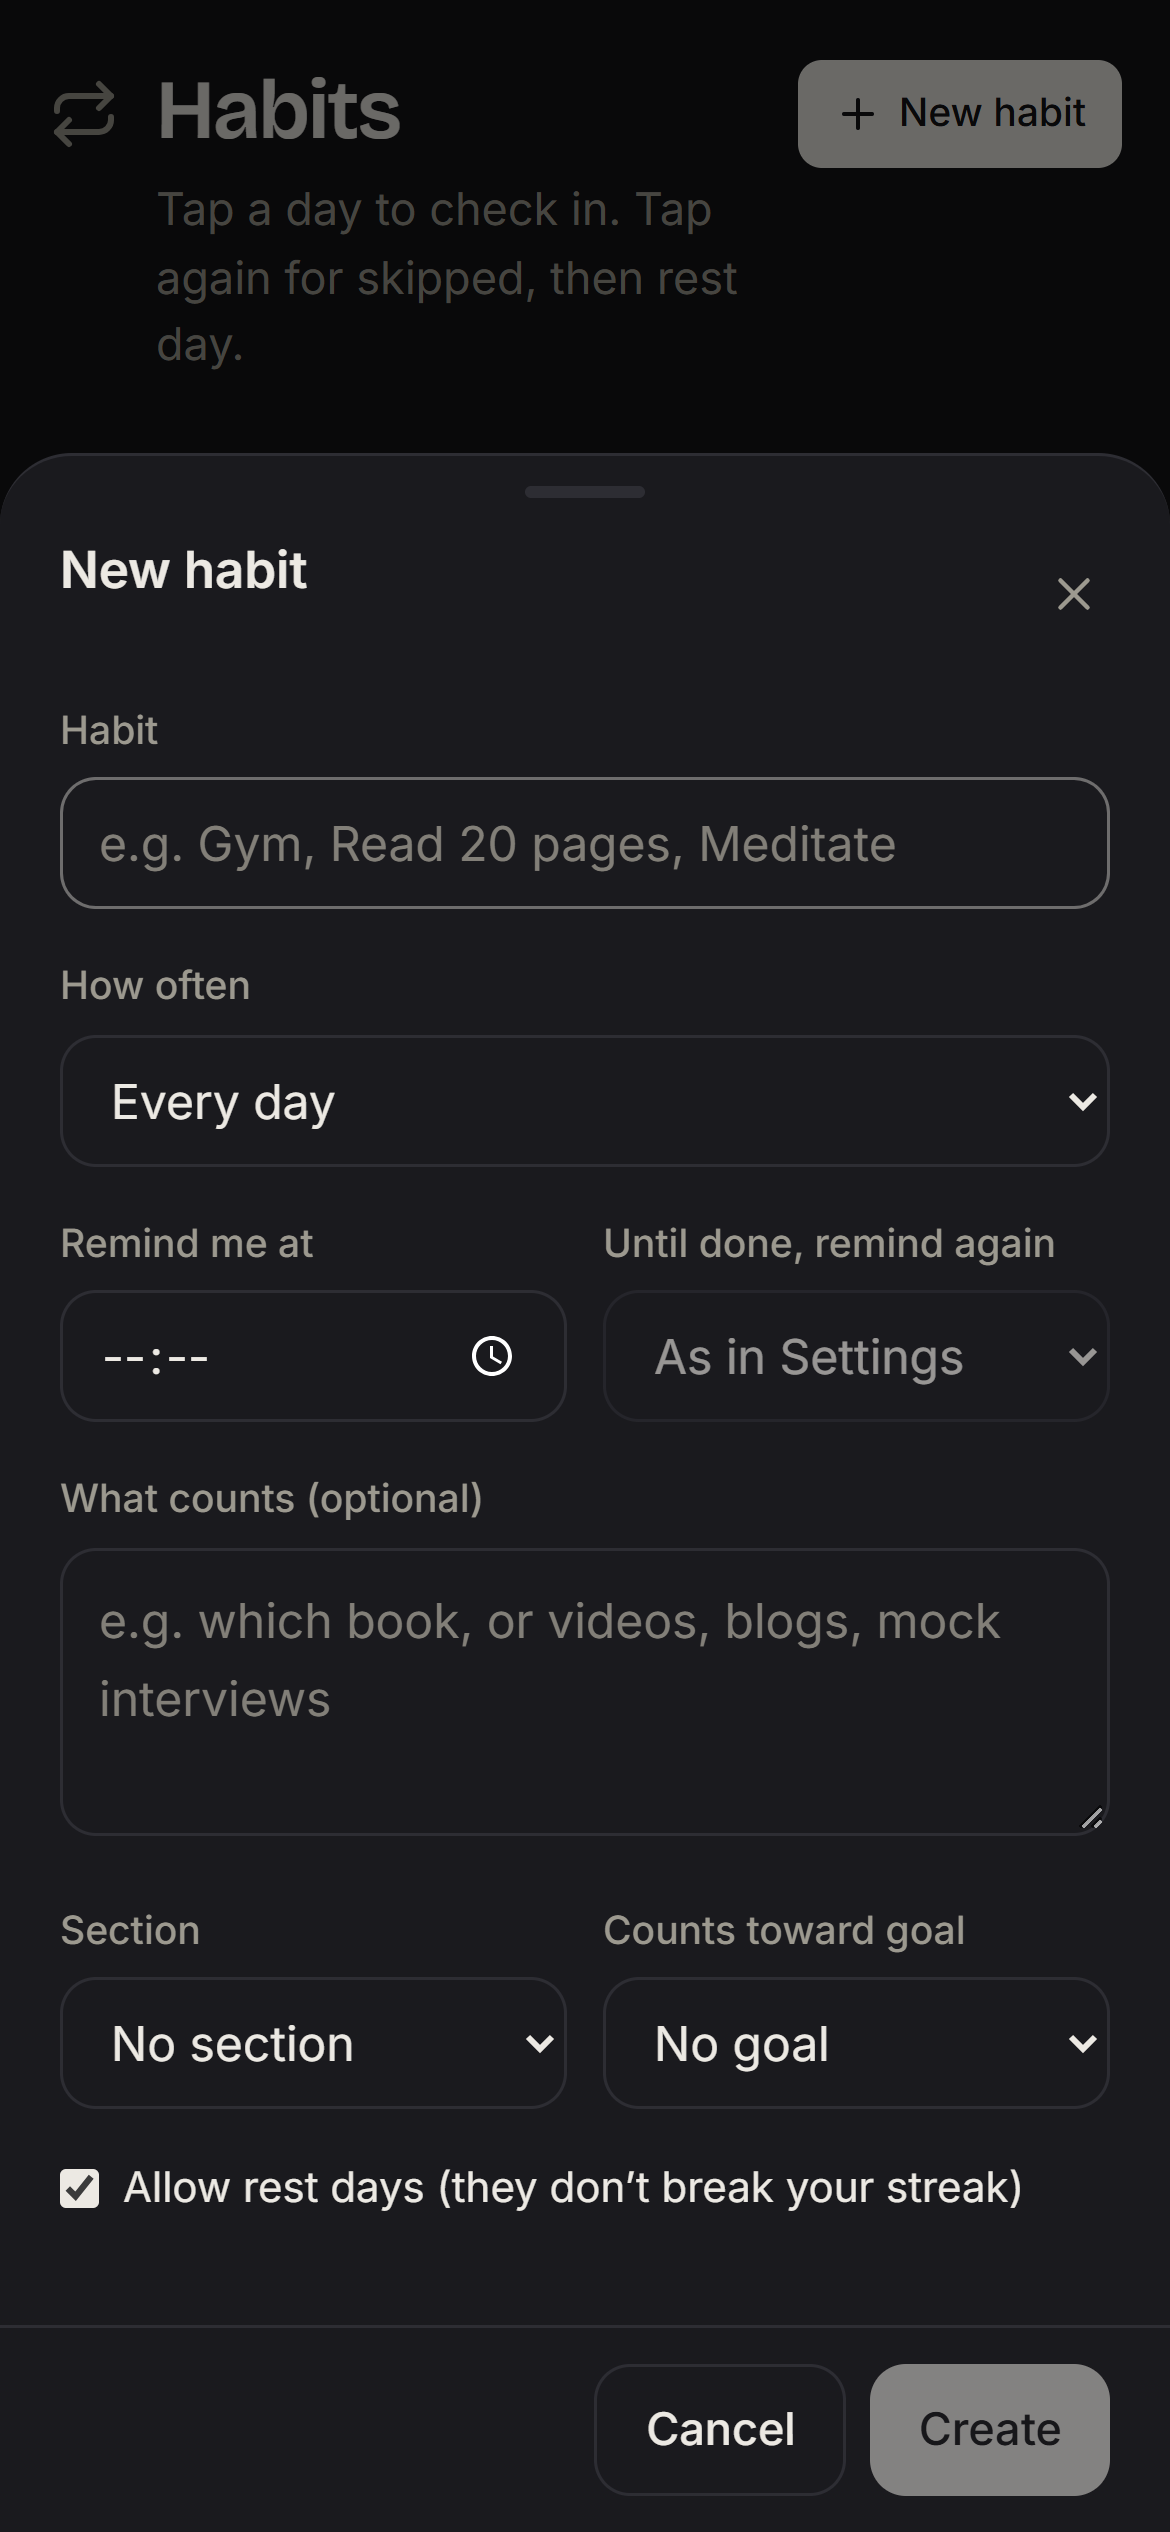 Habits
New habit
Tap a day to check in. Tap
again for skipped, then rest
day.
New habit
Habit
e.g. Gym, Read 20 pages, Meditate
How often
Every day
Remind me at
Until done, remind again
--:--
As in Settings
What counts (optional)
e.g. which book, or videos, blogs, mock
interviews
Section
Counts toward goal
No section
No goal
Allow rest days (they don’t break your streak)
Cancel
Create